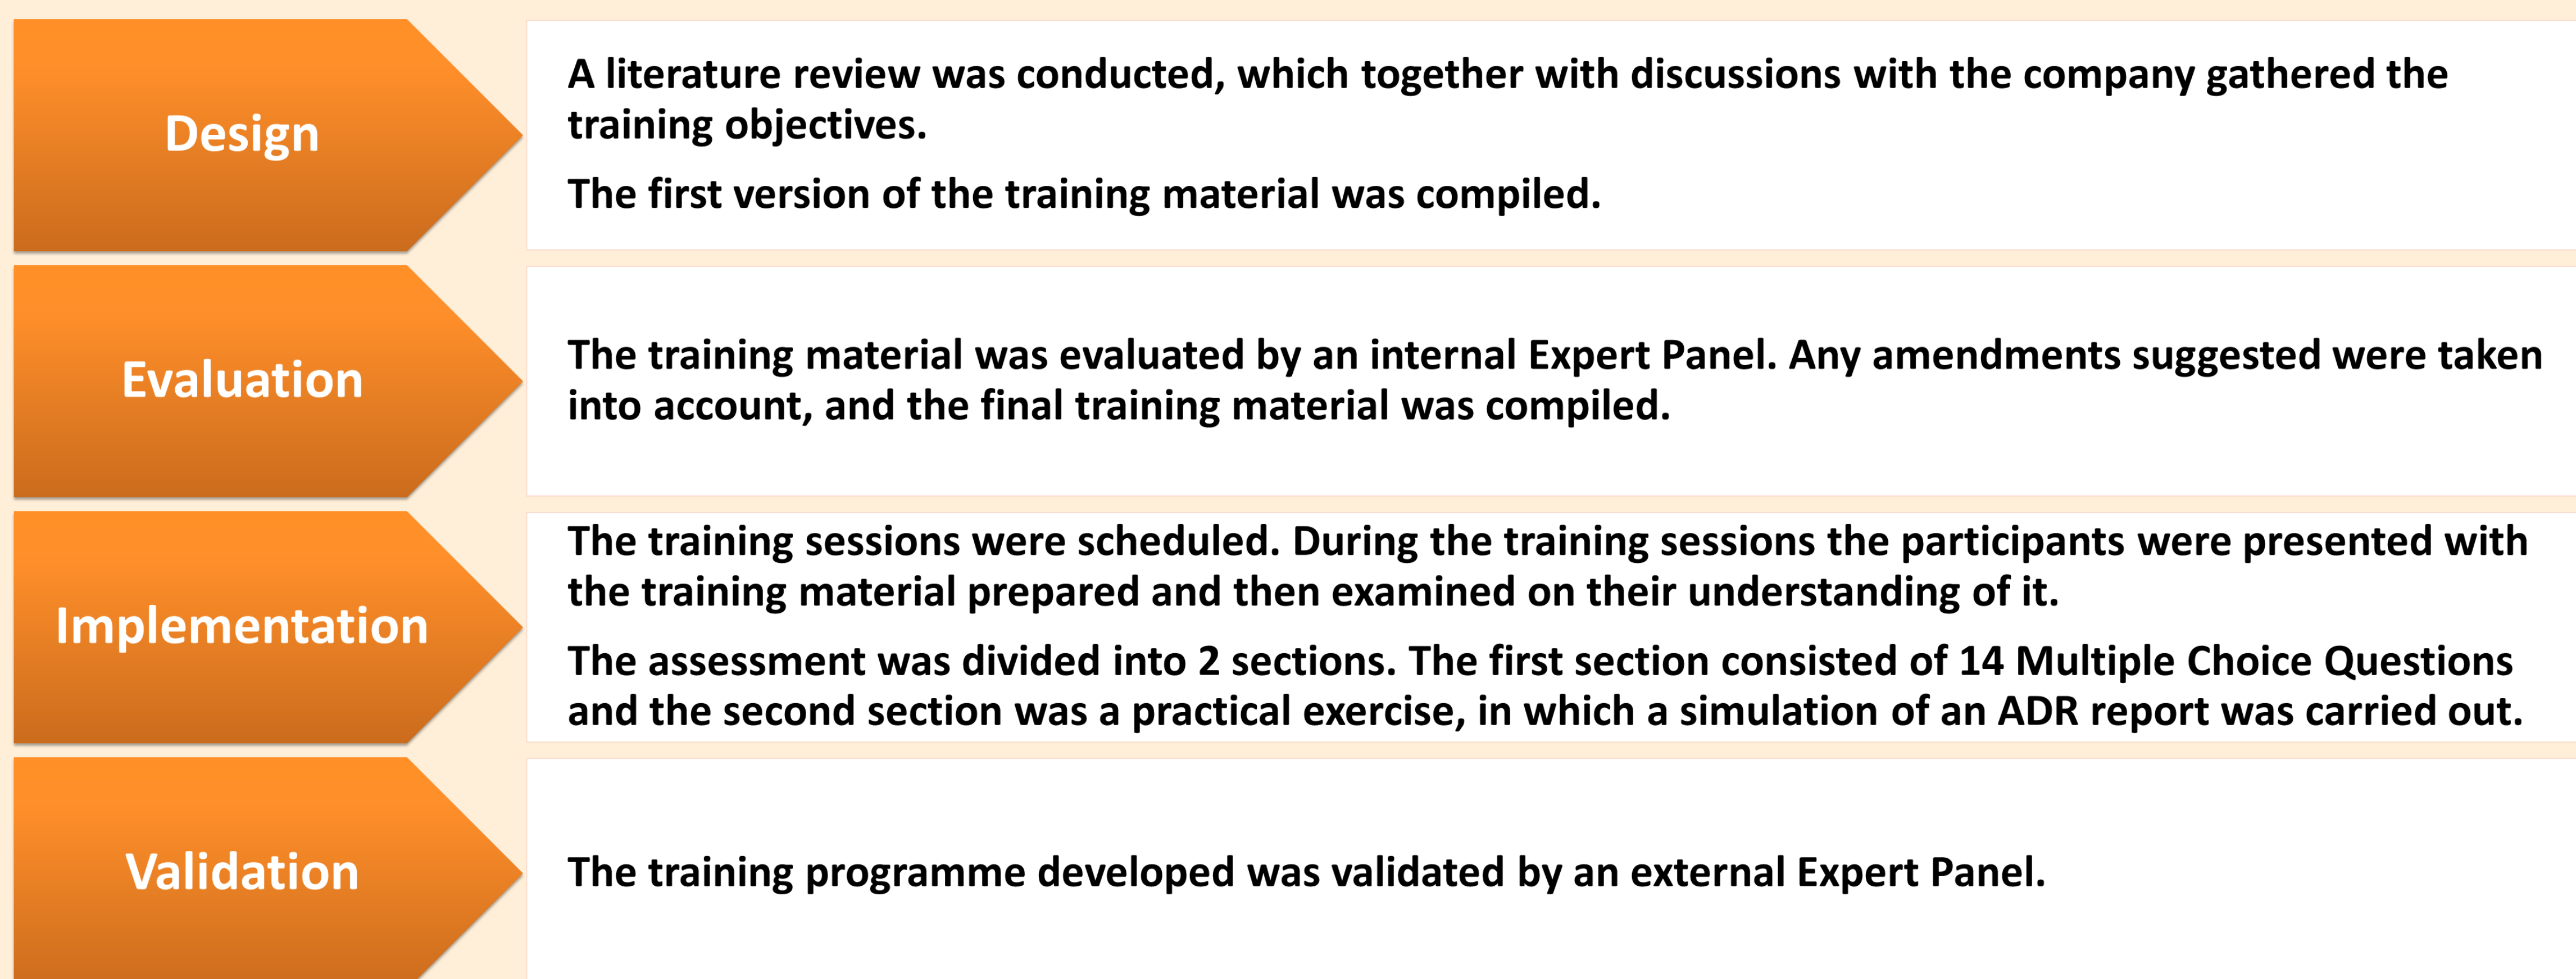 Design
A literature review was conducted, which together with discussions with the company gathered the
training objectives.
The first version of the training material was compiled.
Evaluation
The training material was evaluated by an internal Expert Panel. Any amendments suggested were taken
into account, and the final training material was compiled.
Implementation
The training sessions were scheduled. During the training sessions the participants were presented with
the training material prepared and then examined on their understanding of it.
The assessment was divided into 2 sections. The first section consisted of 14 Multiple Choice Questions
and the second section was a practical exercise, in which a simulation of an ADR report was carried out.
Validation
The training programme developed was validated by an external Expert Panel.